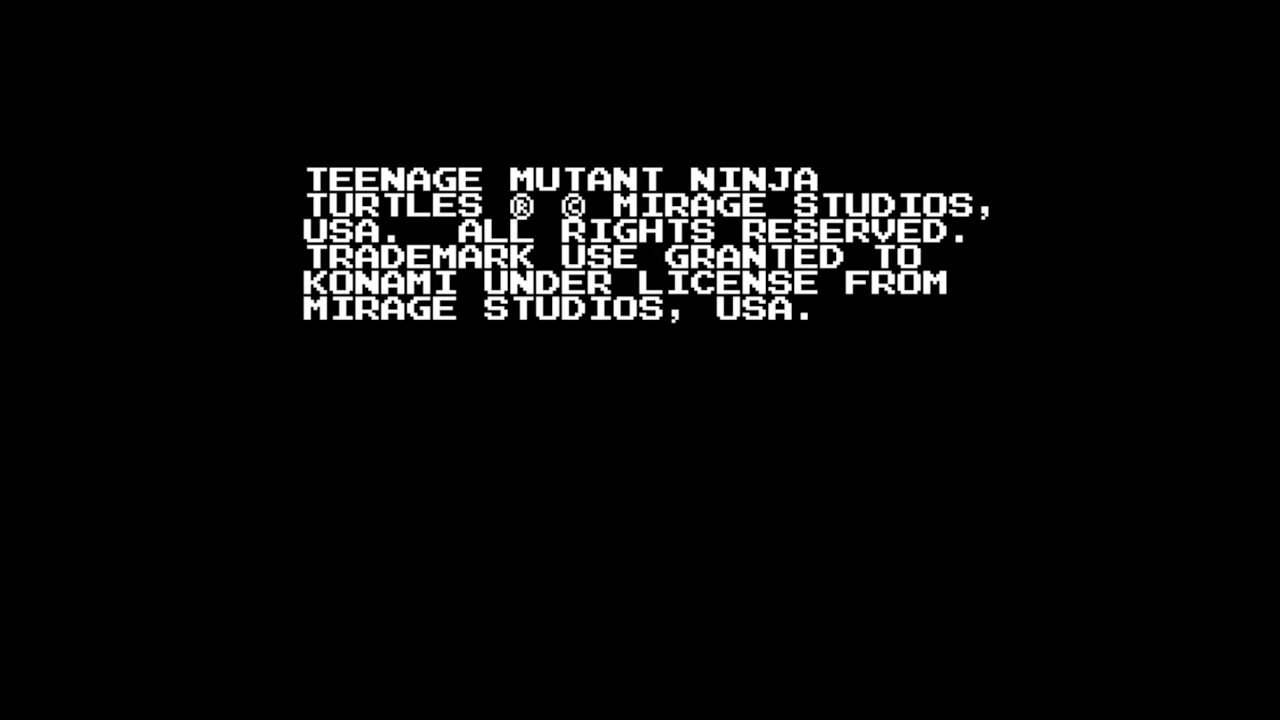 TEENAGE MUTANT NINJA
TURTLES ® © MIRAGE STUDIOS,
USA.  ALL RIGHTS RESERVED.
TRADEMARK USE GRANTED TO
KONAMI UNDER LICENSE FROM
MIRAGE STUDIOS, USA.